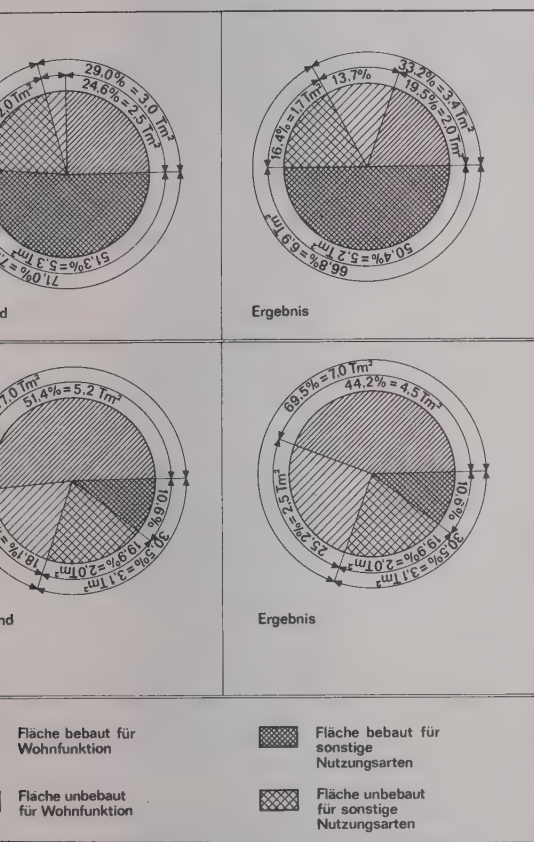 29.0% = 3.0 Tm²
24.6% = 2.5 Tm²
2.0 Tm²
51.3% = 5.3 Tm²
71.0% = 7.
d
33.2% = 3.4 Tm²
19.5% = 2.0 Tm²
13.7%
16.4% = 1.7 Tm²
50.4% = 5.2 Tm²
66.8% = 6.9 Tm²
Ergebnis
7.0 Tm²
51.4% = 5.2 Tm²
10.6%
19.9% = 2.0 Tm²
30.5% = 3.1 Tm²
18.1% =
nd
69.5% = 7.0 Tm²
44.2% = 4.5 Tm²
25.2% = 2.5 Tm²
10.6%
19.9% = 2.0 Tm²
30.5% = 3.1 Tm²
Ergebnis
Fläche bebaut für
Wohnfunktion
Fläche unbebaut
für Wohnfunktion
Fläche bebaut für
sonstige
Nutzungsarten
Fläche unbebaut
für sonstige
Nutzungsarten